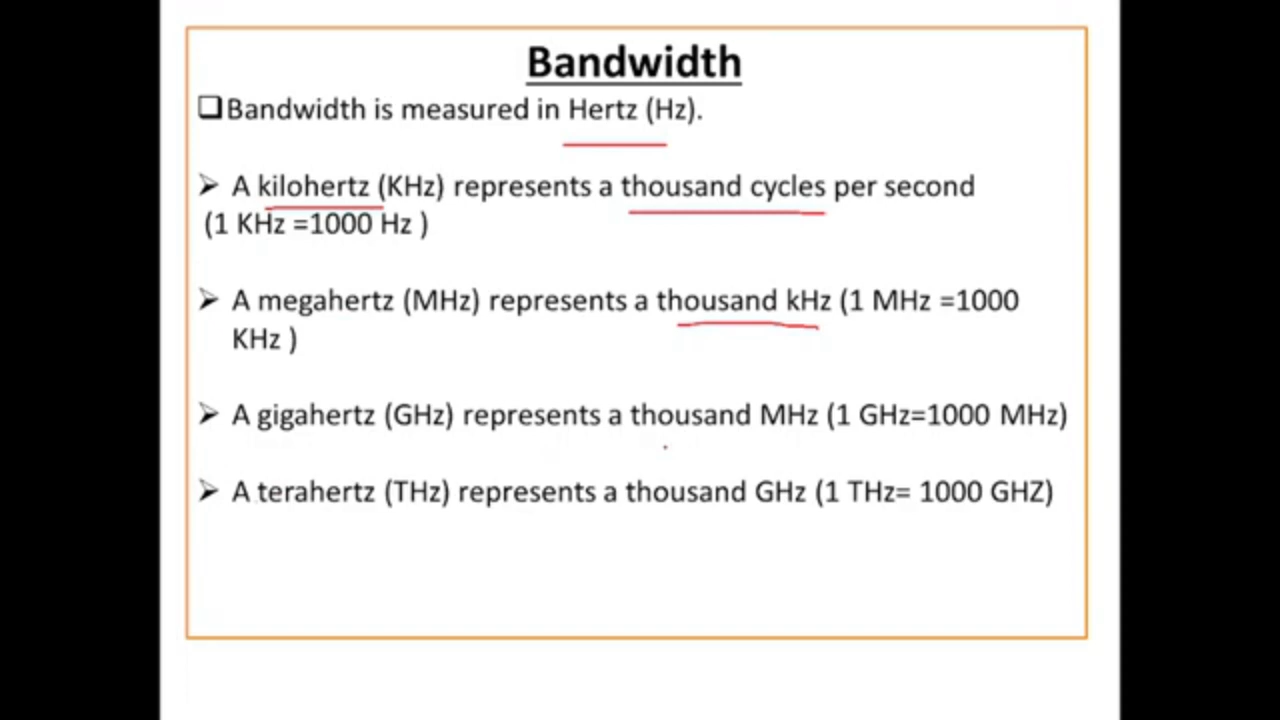 Bandwidth
❑Bandwidth is measured in Hertz (Hz).
➢ A kilohertz (KHz) represents a thousand cycles per second
(1 KHz =1000 Hz )
➢ A megahertz (MHz) represents a thousand kHz (1 MHz =1000
KHz )
➢ A gigahertz (GHz) represents a thousand MHz (1 GHz=1000 MHz)
➢ A terahertz (THz) represents a thousand GHz (1 THz= 1000 GHZ)